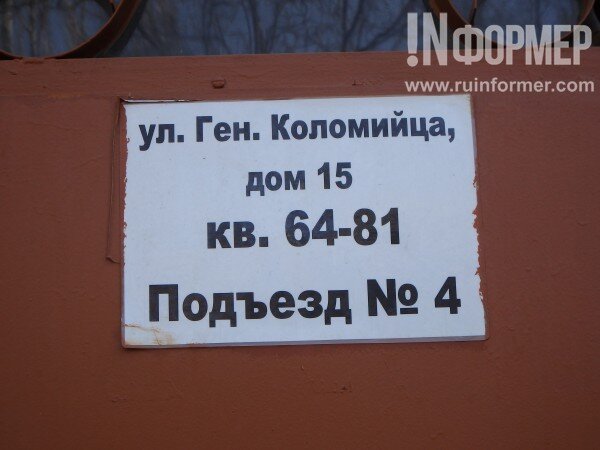 !NФОРМЕР
www.ruinformer.com
ул. Ген. Коломийца,
дом 15
кв. 64-81
Подъезд № 4